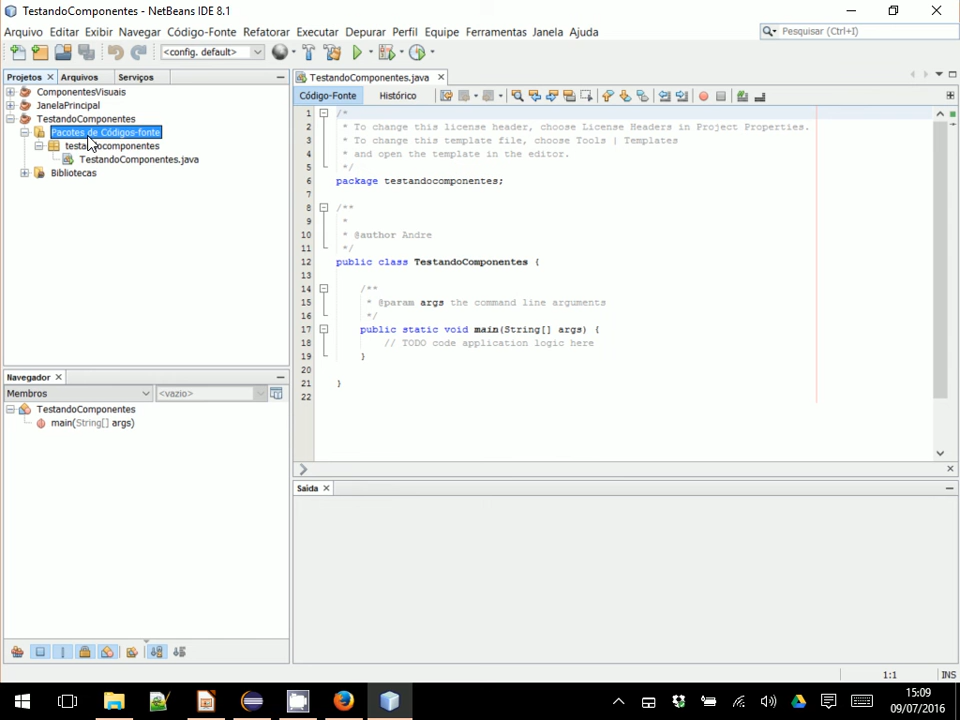 TestandoComponentes - NetBeans IDE 8.1
Arquivo Editar Exibir Navegar Código-Fonte Refatorar Executar Depurar Perfil Equipe Ferramentas Janela Ajuda
Pesquisar (Ctrl+I)
<config. default>
Projetos Arquivos Serviços
ComponentesVisuais
JanelaPrincipal
TestandoComponentes
Pacotes de Códigos-fonte
testandocomponentes
TestandoComponentes.java
Bibliotecas
TestandoComponentes.java
Código-Fonte Histórico
1 /*
2 * To change this license header, choose License Headers in Project Properties.
3 * To change this template file, choose Tools | Templates
4 * and open the template in the editor.
5 */
6 package testandocomponentes;
7
8 /**
9 *
10 * @author Andre
11 */
12 public class TestandoComponentes {
13
14 /**
15 * @param args the command line arguments
16 */
17 public static void main(String[] args) {
18 // TODO code application logic here
19 }
20
21 }
22
Navegador
Membros <vazio>
TestandoComponentes
main(String[] args)
Saída
1:1 INS
15:09
09/07/2016